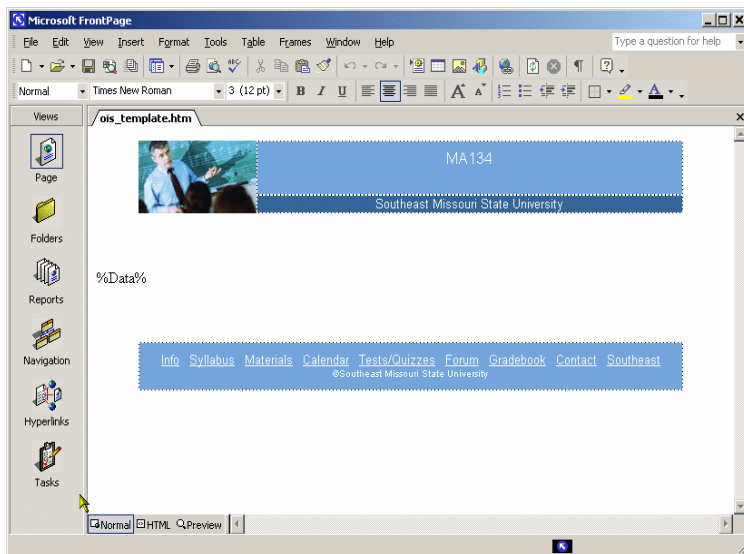 Microsoft FrontPage
File Edit View Insert Format Tools Table Frames Window Help Type a question for help
Normal Times New Roman 3 (12 pt) B I U A A A
Views ois_template.htm
Page
Folders
Reports
Navigation
Hyperlinks
Tasks
MA134
Southeast Missouri State University
%Data%
Info Syllabus Materials Calendar Tests/Quizzes Forum Gradebook Contact Southeast
©Southeast Missouri State University
Normal HTML Preview